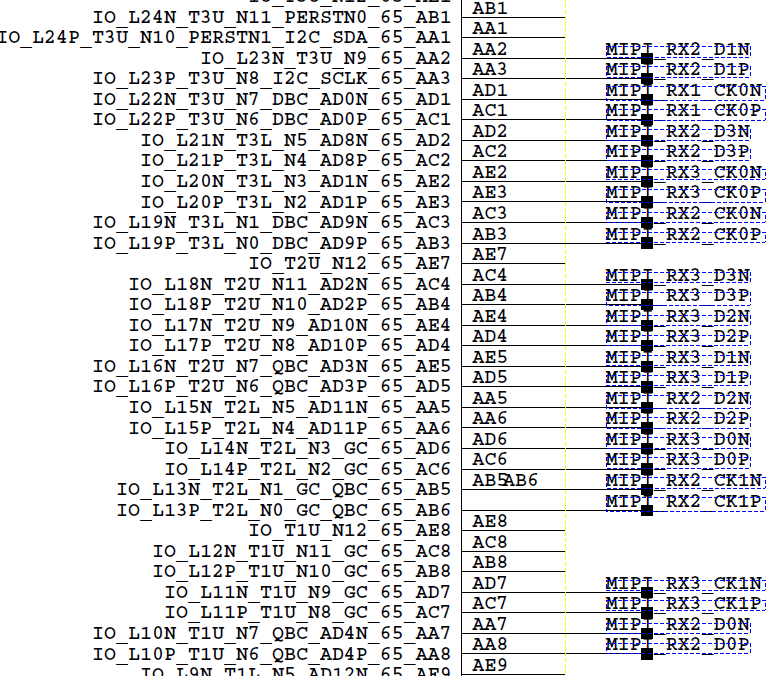 IO_L24N_T3U_N11_PERSTN0_65_AB1 AB1
IO_L24P_T3U_N10_PERSTN1_I2C_SDA_65_AA1 AA1
IO_L23N_T3U_N9_65_AA2 AA2 MIPI_RX2_D1N
IO_L23P_T3U_N8_I2C_SCLK_65_AA3 AA3 MIPI_RX2_D1P
IO_L22N_T3U_N7_DBC_AD0N_65_AD1 AD1 MIPI_RX1_CK0N
IO_L22P_T3U_N6_DBC_AD0P_65_AC1 AC1 MIPI_RX1_CK0P
IO_L21N_T3L_N5_AD8N_65_AD2 AD2 MIPI_RX2_D3N
IO_L21P_T3L_N4_AD8P_65_AC2 AC2 MIPI_RX2_D3P
IO_L20N_T3L_N3_AD1N_65_AE2 AE2 MIPI_RX3_CK0N
IO_L20P_T3L_N2_AD1P_65_AE3 AE3 MIPI_RX3_CK0P
IO_L19N_T3L_N1_DBC_AD9N_65_AC3 AC3 MIPI_RX2_CK0N
IO_L19P_T3L_N0_DBC_AD9P_65_AB3 AB3 MIPI_RX2_CK0P
IO_T2U_N12_65_AE7 AE7
IO_L18N_T2U_N11_AD2N_65_AC4 AC4 MIPI_RX3_D3N
IO_L18P_T2U_N10_AD2P_65_AB4 AB4 MIPI_RX3_D3P
IO_L17N_T2U_N9_AD10N_65_AE4 AE4 MIPI_RX3_D2N
IO_L17P_T2U_N8_AD10P_65_AD4 AD4 MIPI_RX3_D2P
IO_L16N_T2U_N7_QBC_AD3N_65_AE5 AE5 MIPI_RX3_D1N
IO_L16P_T2U_N6_QBC_AD3P_65_AD5 AD5 MIPI_RX3_D1P
IO_L15N_T2L_N5_AD11N_65_AA5 AA5 MIPI_RX2_D2N
IO_L15P_T2L_N4_AD11P_65_AA6 AA6 MIPI_RX2_D2P
IO_L14N_T2L_N3_GC_65_AD6 AD6 MIPI_RX3_D0N
IO_L14P_T2L_N2_GC_65_AC6 AC6 MIPI_RX3_D0P
IO_L13N_T2L_N1_GC_QBC_65_AB5 AB5AB6 MIPI_RX2_CK1N
IO_L13P_T2L_N0_GC_QBC_65_AB6 MIPI_RX2_CK1P
IO_T1U_N12_65_AE8 AE8
IO_L12N_T1U_N11_GC_65_AC8 AC8
IO_L12P_T1U_N10_GC_65_AB8 AB8
IO_L11N_T1U_N9_GC_65_AD7 AD7 MIPI_RX3_CK1N
IO_L11P_T1U_N8_GC_65_AC7 AC7 MIPI_RX3_CK1P
IO_L10N_T1U_N7_QBC_AD4N_65_AA7 AA7 MIPI_RX2_D0N
IO_L10P_T1U_N6_QBC_AD4P_65_AA8 AA8 MIPI_RX2_D0P
IO_L9N_T1L_N5_AD12N_65_AE9 AE9